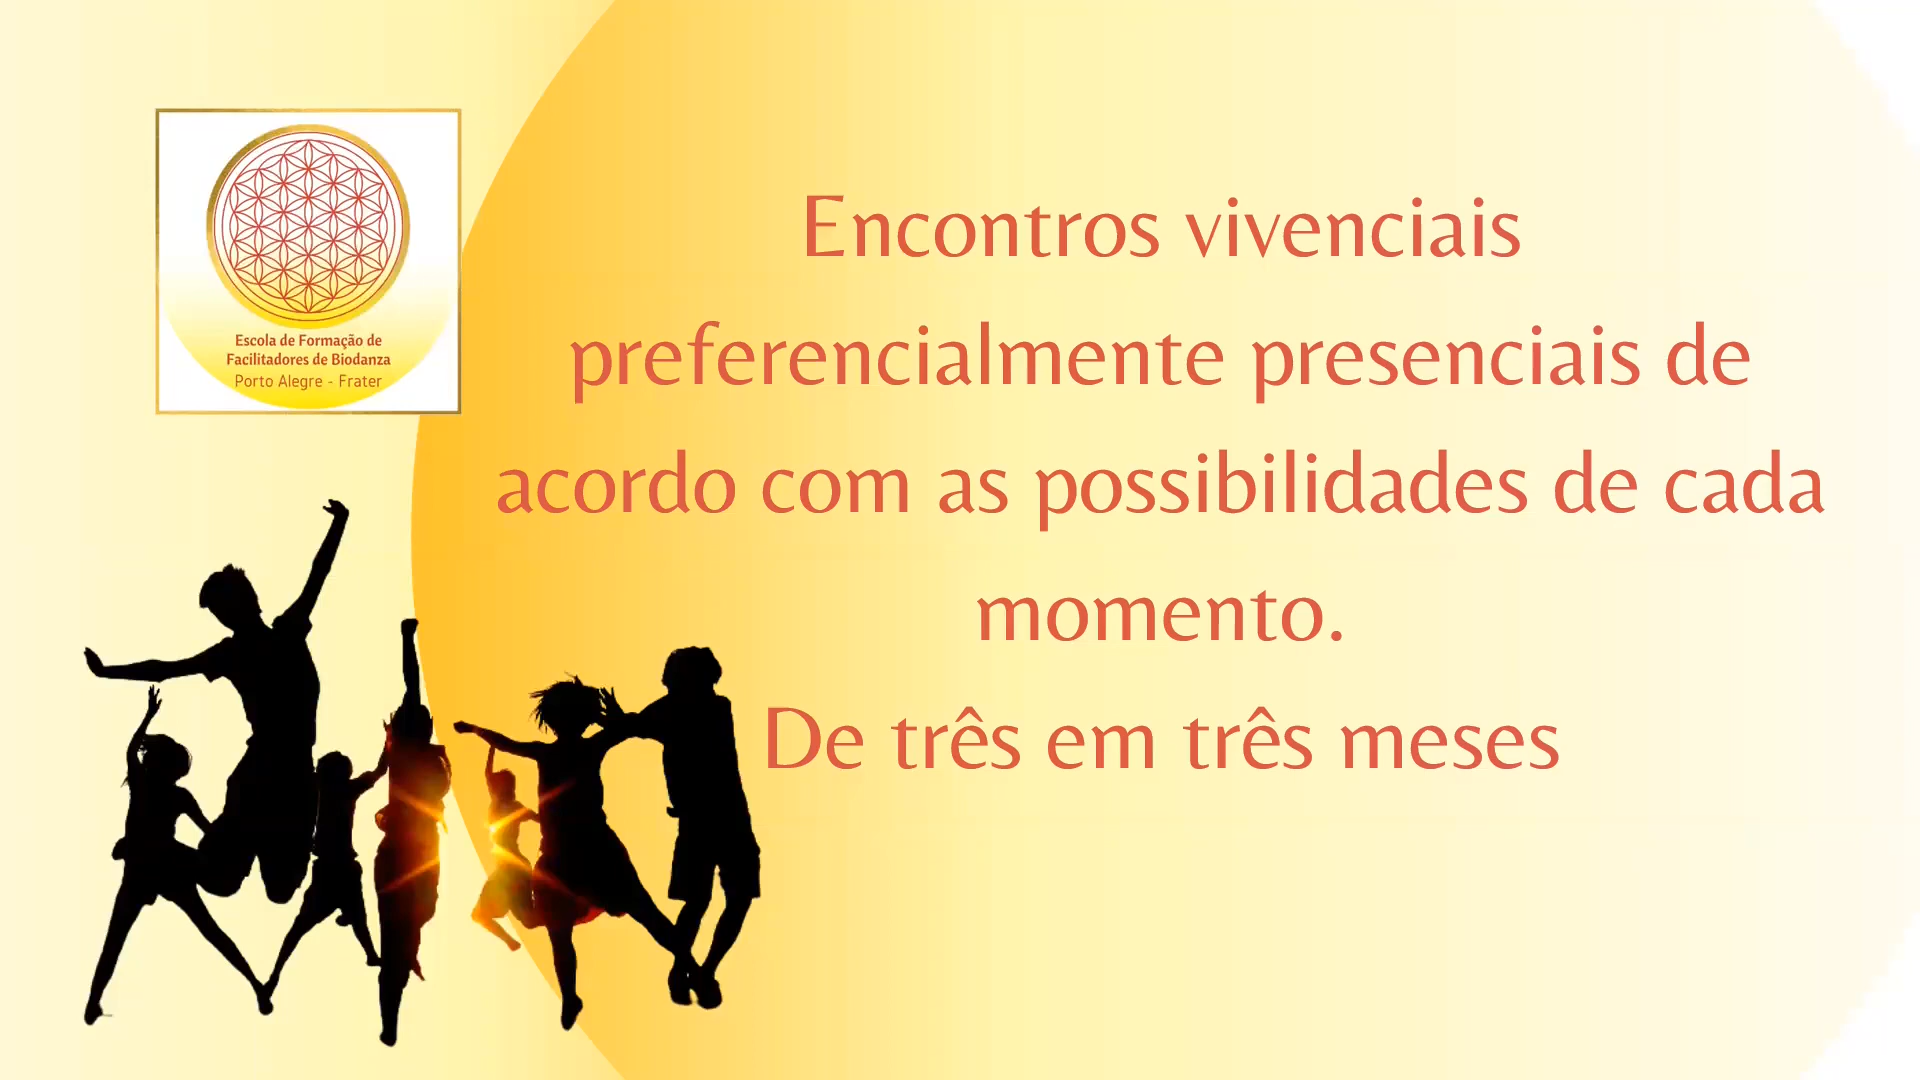 Escola de Formação de
Facilitadores de Biodanza
Porto Alegre - Frater
Encontros vivenciais
preferencialmente presenciais de
acordo com as possibilidades de cada
momento.
De três em três meses